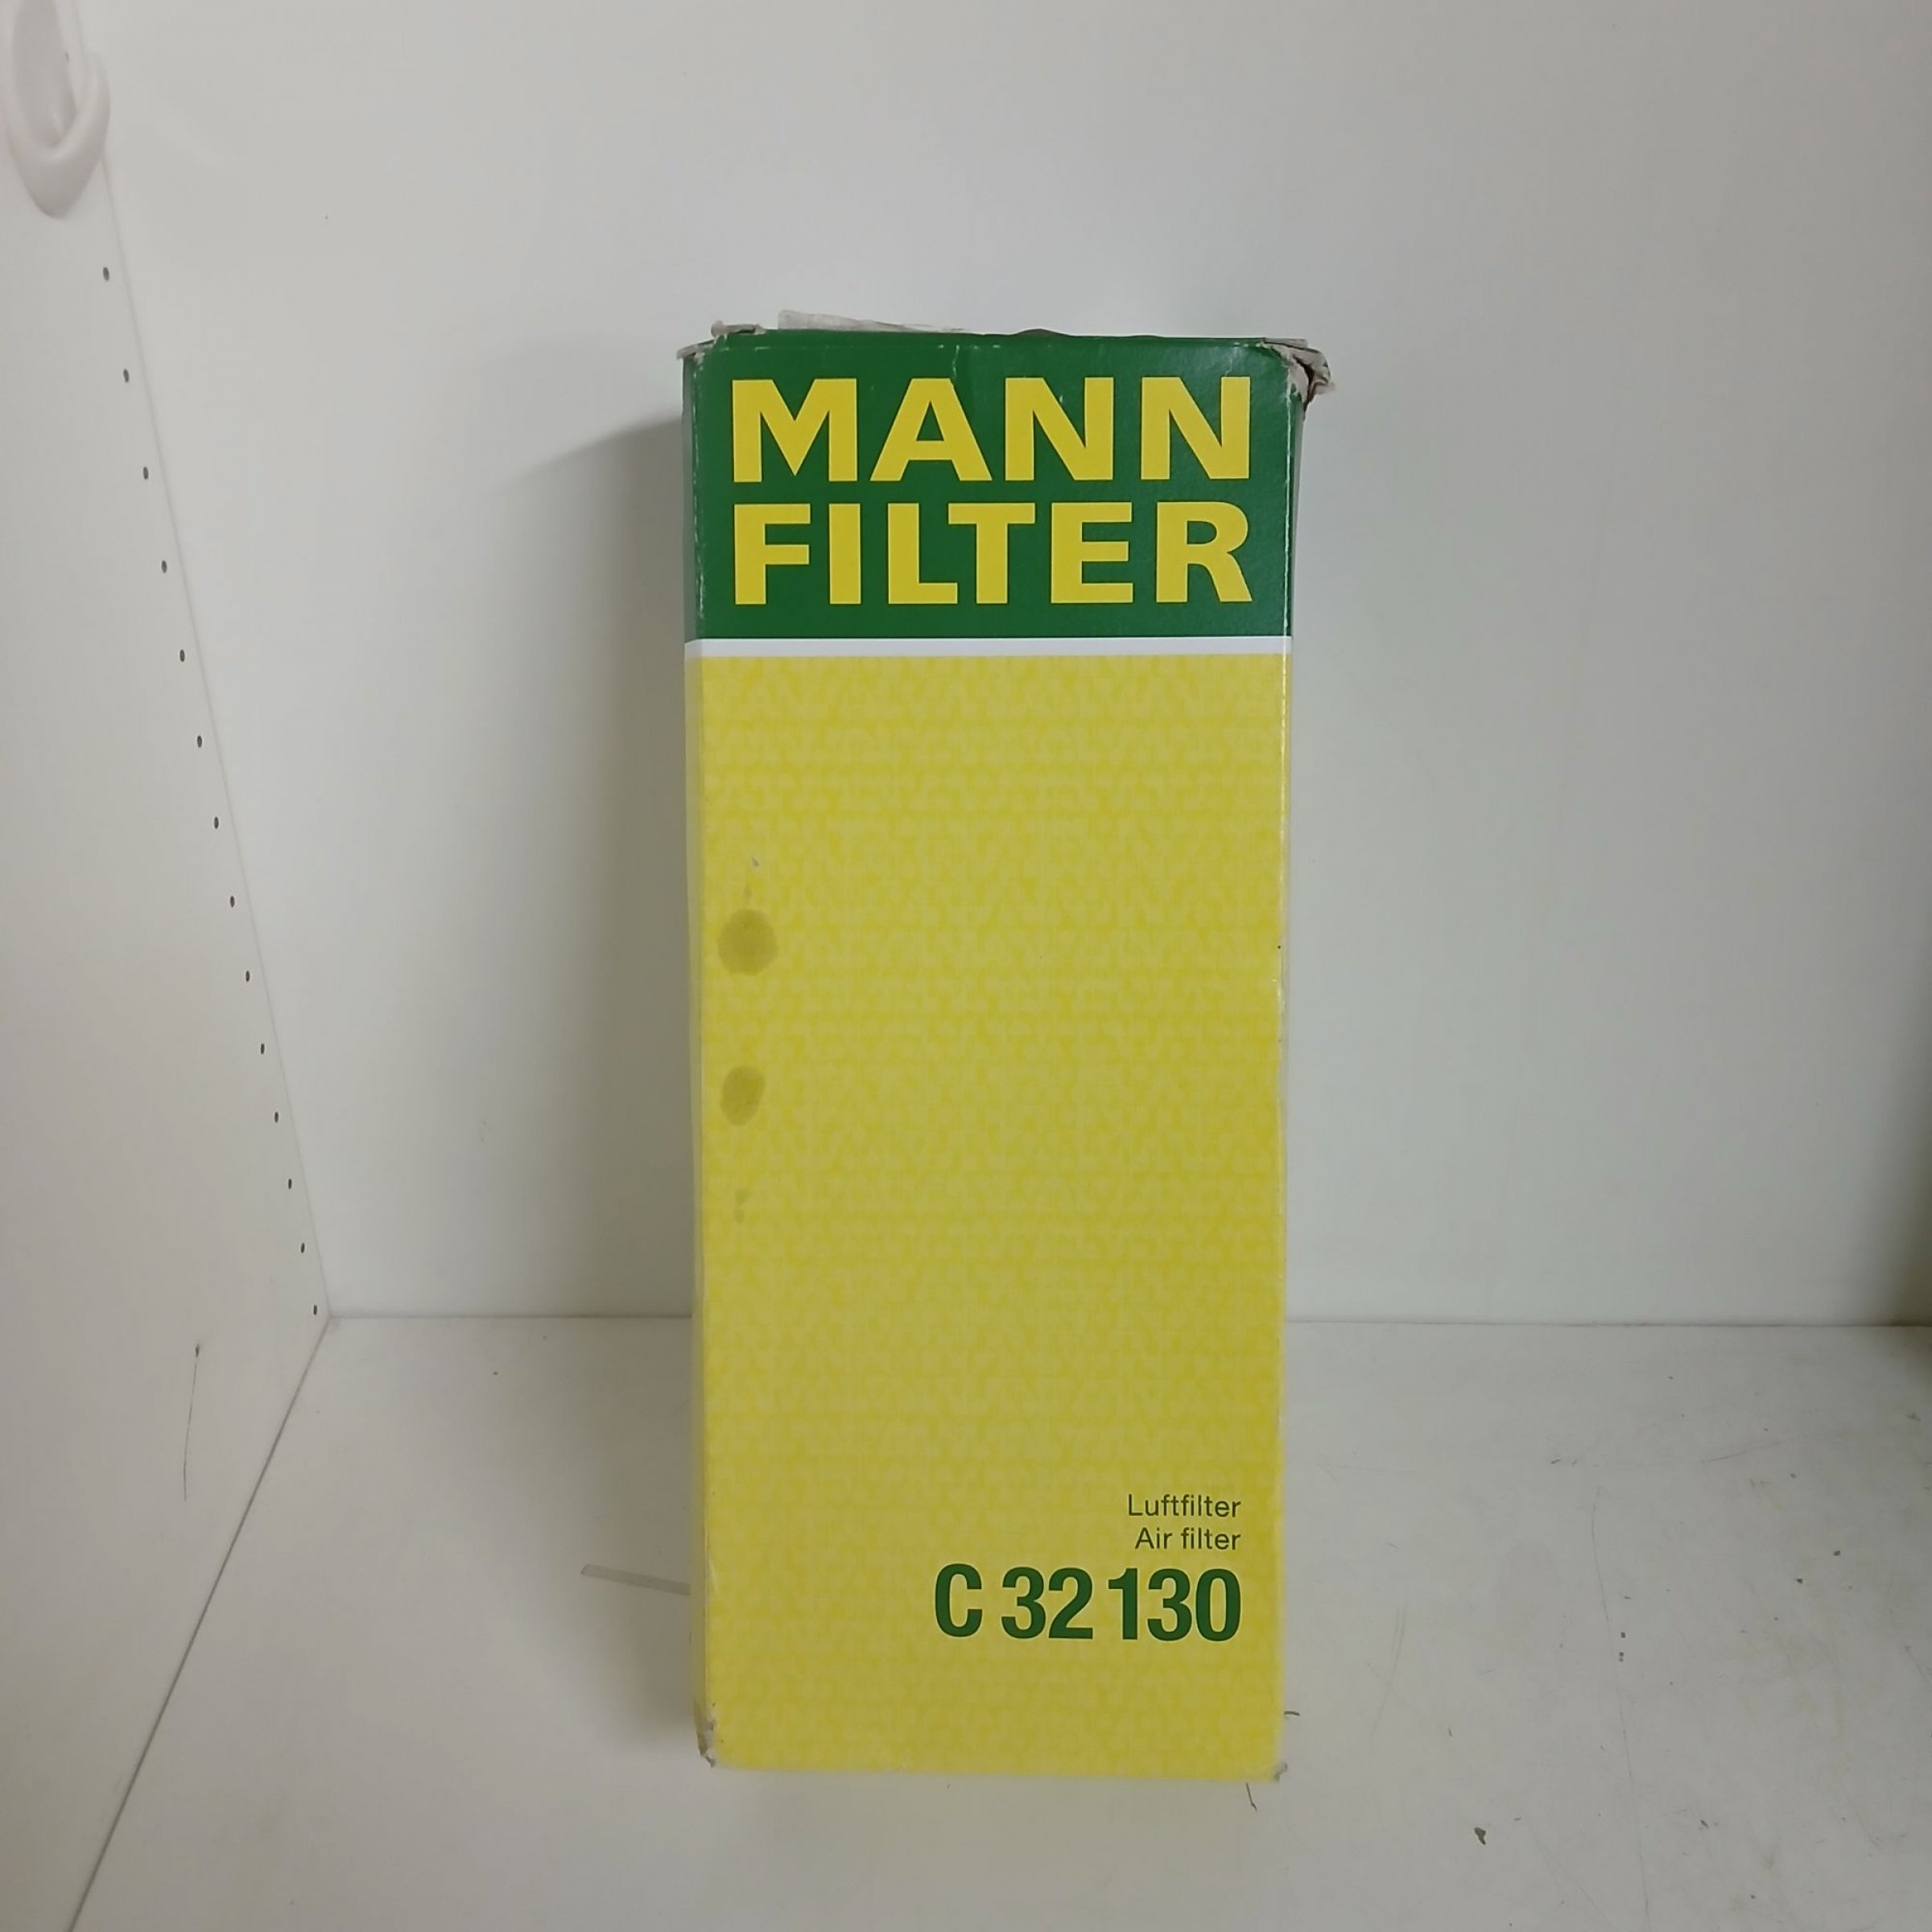 MANN
FILTER
Luftfilter
Air filter
C 32 130